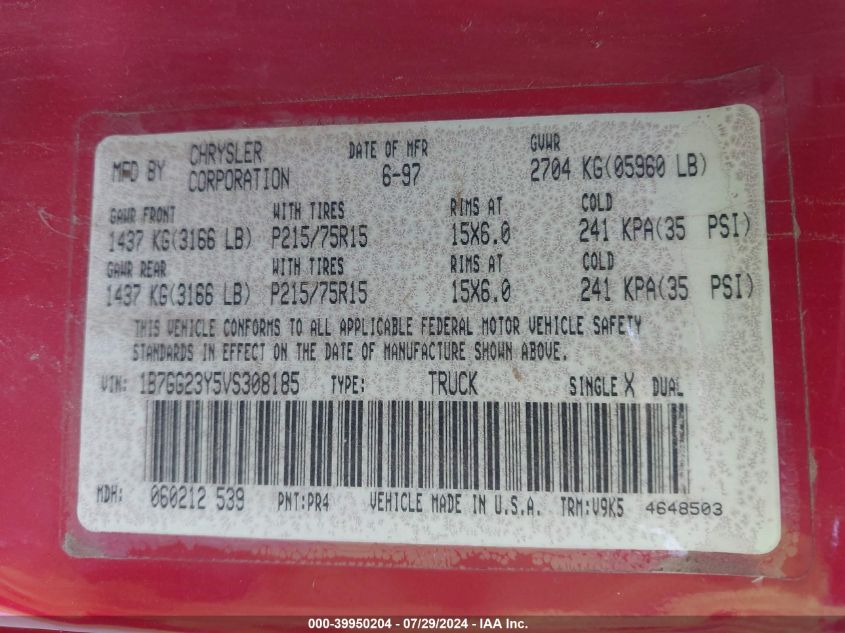 MFD BY CHRYSLER CORPORATION DATE OF MFR 6-97 GVWR 2704 KG(05960 LB)
GAWR FRONT WITH TIRES RIMS AT COLD
1437 KG(3166 LB) P215/75R15 15X6.0 241 KPA(35 PSI)
GAWR REAR WITH TIRES RIMS AT COLD
1437 KG(3166 LB) P215/75R15 15X6.0 241 KPA(35 PSI)
THIS VEHICLE CONFORMS TO ALL APPLICABLE FEDERAL MOTOR VEHICLE SAFETY
STANDARDS IN EFFECT ON THE DATE OF MANUFACTURE SHOWN ABOVE.
VIN: 1B7GG23Y5VS308185 TYPE: TRUCK SINGLE X DUAL
MDH: 060212 539 PNT:PR4 VEHICLE MADE IN U.S.A. TRM:V9K5 4648503
000-39950204 - 07/29/2024 - IAA Inc.